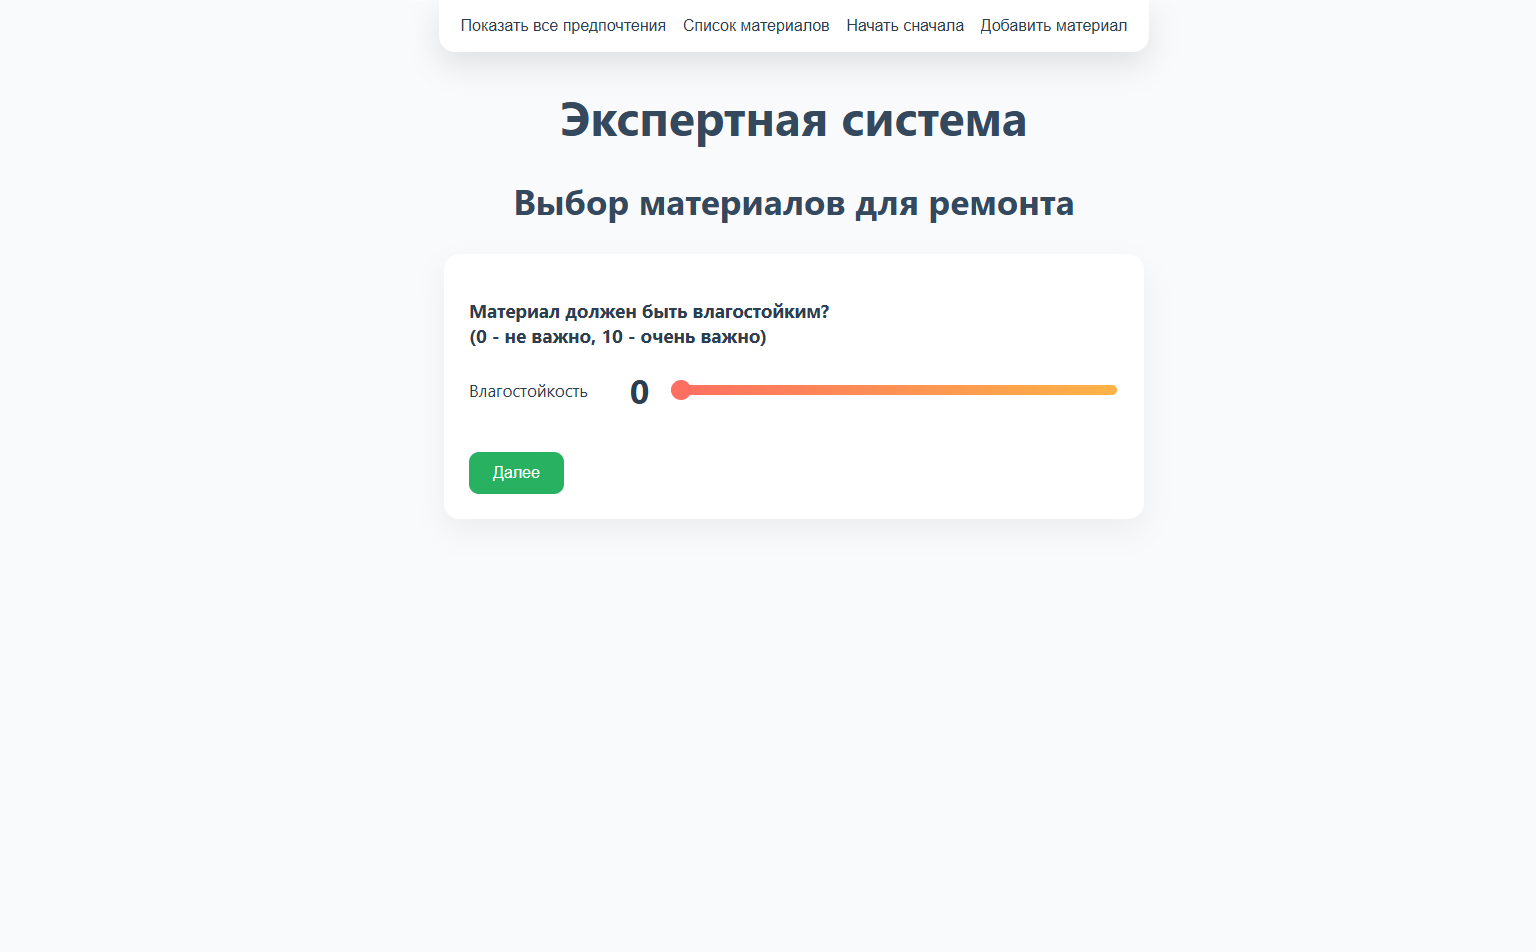 Показать все предпочтения Список материалов Начать сначала Добавить материал
Экспертная система
Выбор материалов для ремонта
Материал должен быть влагостойким?
(0 - не важно, 10 - очень важно)
Влагостойкость 0
Далее